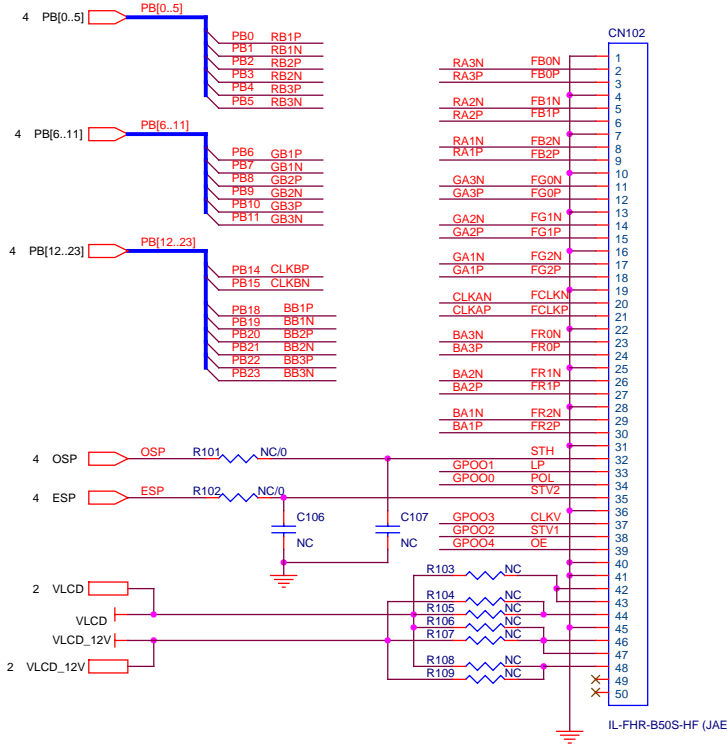 4 PB[0..5] PB[0..5]
PB0 RB1P
PB1 RB1N
PB2 RB2P
PB3 RB2N
PB4 RB3P
PB5 RB3N
4 PB[6..11] PB[6..11]
PB6 GB1P
PB7 GB1N
PB8 GB2P
PB9 GB2N
PB10 GB3P
PB11 GB3N
4 PB[12..23] PB[12..23]
PB14 CLKBP
PB15 CLKBN
PB18 BB1P
PB19 BB1N
PB20 BB2P
PB21 BB2N
PB22 BB3P
PB23 BB3N
4 OSP OSP R101 NC/0
4 ESP ESP R102 NC/0
C106
NC
C107
NC
2 VLCD
VLCD
VLCD_12V
2 VLCD_12V
R103 NC
R104 NC
R105 NC
R106 NC
R107 NC
R108 NC
R109 NC
CN102
1
RA3N FB0N 2
RA3P FB0P 3
4
RA2N FB1N 5
RA2P FB1P 6
7
RA1N FB2N 8
RA1P FB2P 9
10
GA3N FG0N 11
GA3P FG0P 12
13
GA2N FG1N 14
GA2P FG1P 15
16
GA1N FG2N 17
GA1P FG2P 18
19
CLKAN FCLKN 20
CLKAP FCLKP 21
22
BA3N FR0N 23
BA3P FR0P 24
25
BA2N FR1N 26
BA2P FR1P 27
28
BA1N FR2N 29
BA1P FR2P 30
31
STH 32
GPOO1 LP 33
GPOO0 POL 34
STV2 35
36
GPOO3 CLKV 37
GPOO2 STV1 38
GPOO4 OE 39
40
41
42
43
44
45
46
47
48
49
50
IL-FHR-B50S-HF (JAE